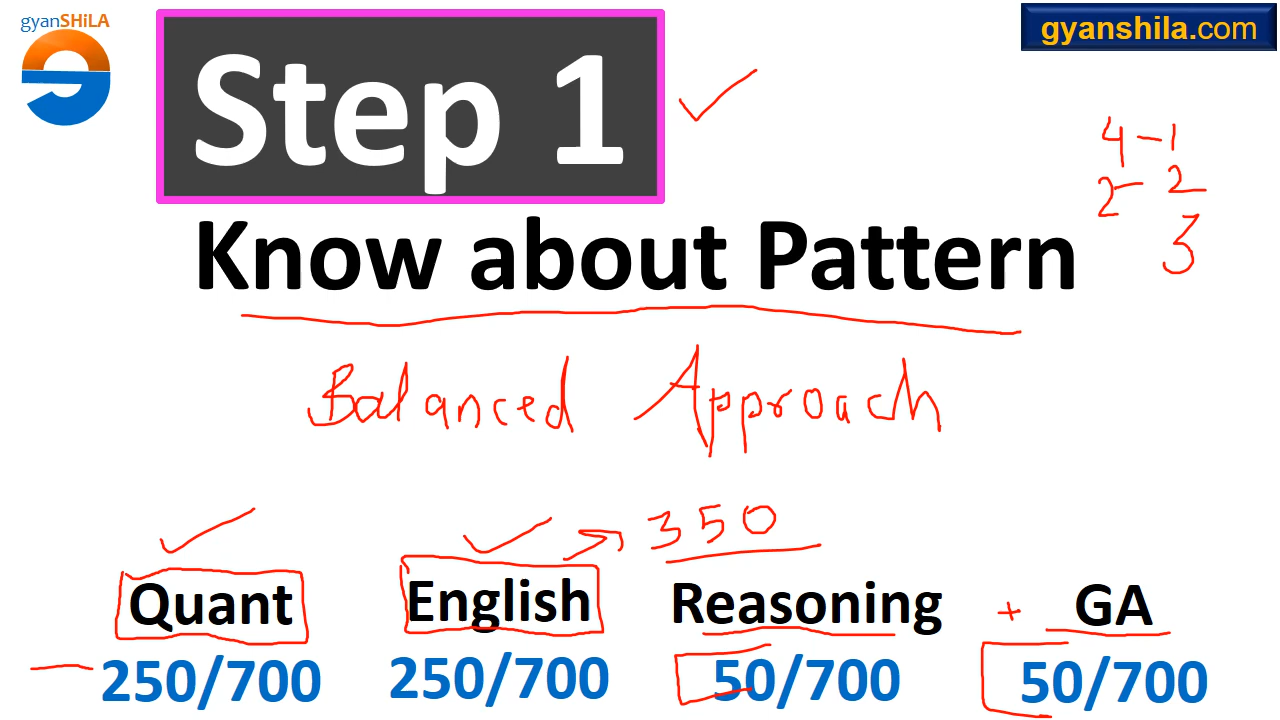 gyanSHiLA
gyanshila.com
Step 1
4-1
2-2
3
Know about Pattern
Balanced Approach
350
Quant English Reasoning + GA
250/700 250/700 50/700 50/700